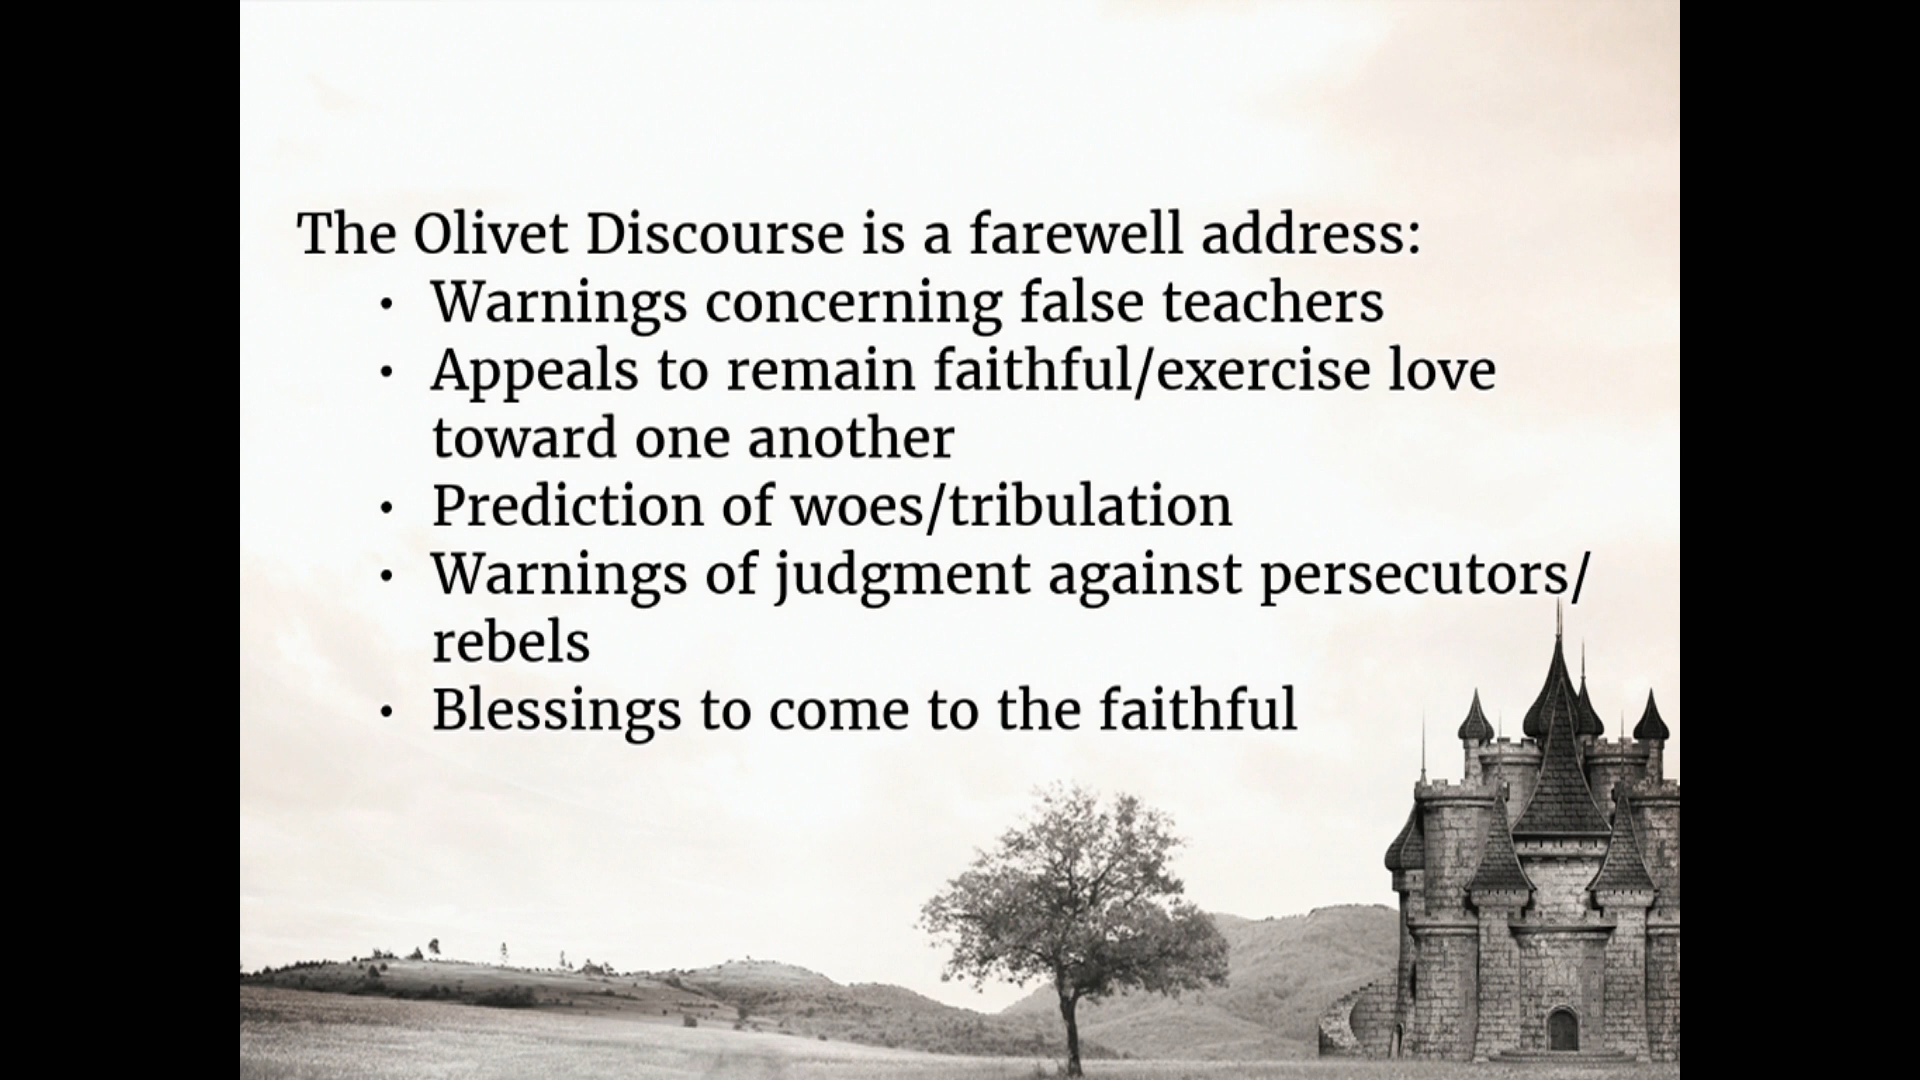 The Olivet Discourse is a farewell address:
• Warnings concerning false teachers
• Appeals to remain faithful/exercise love
toward one another
• Prediction of woes/tribulation
• Warnings of judgment against persecutors/
rebels
• Blessings to come to the faithful